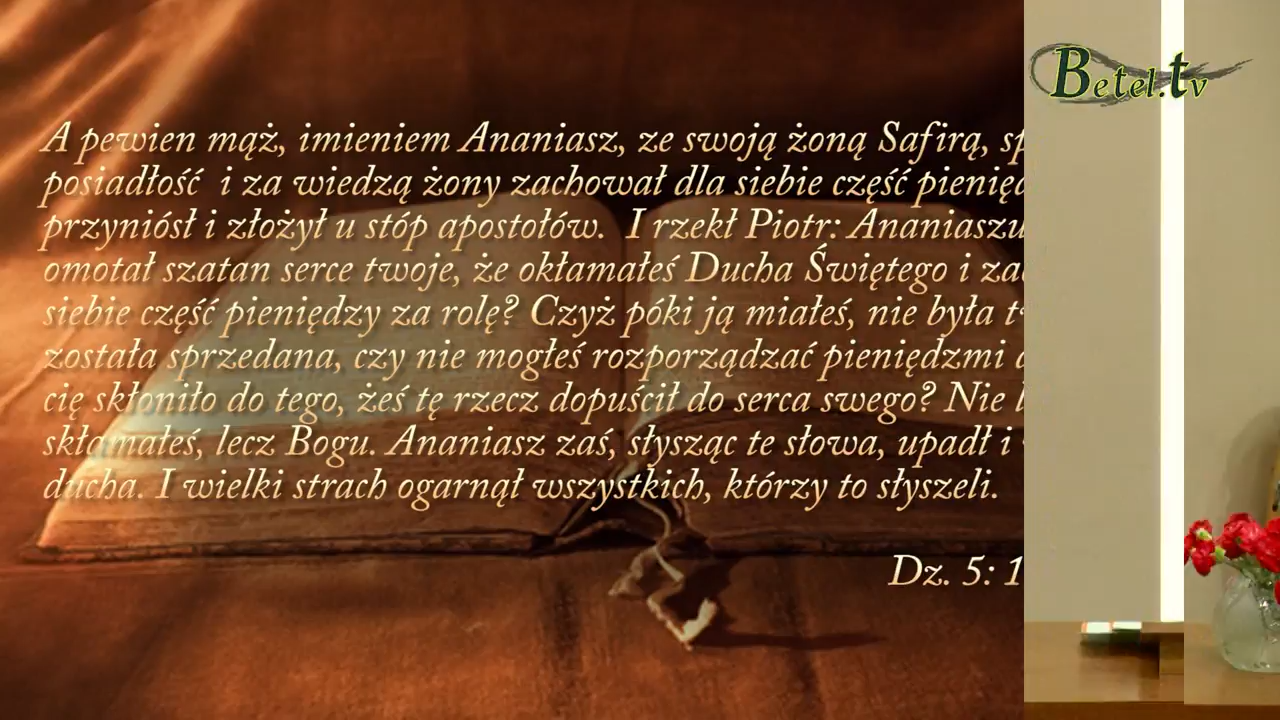 Betel.tv
A pewien mąż, imieniem Ananiasz, ze swoją żoną Safirą,
posiadłość i za wiedzą żony zachował dla siebie część
przyniósł i złożył u stóp apostołów. I rzekł Piotr: Ananiaszu
omotał szatan serce twoje, że okłamałeś Ducha Świętego i
siebie część pieniędzy za rolę? Czyż póki ją miałeś, nie była
została sprzedana, czy nie mogłeś rozporządzać pieniędzmi
cię skłoniło do tego, żeś tę rzecz dopuścił do serca swego? Nie
skłamałeś, lecz Bogu. Ananiasz zaś, słysząc te słowa, upadł i
ducha. I wielki strach ogarnął wszystkich, którzy to słyszeli.
Dz. 5: 1